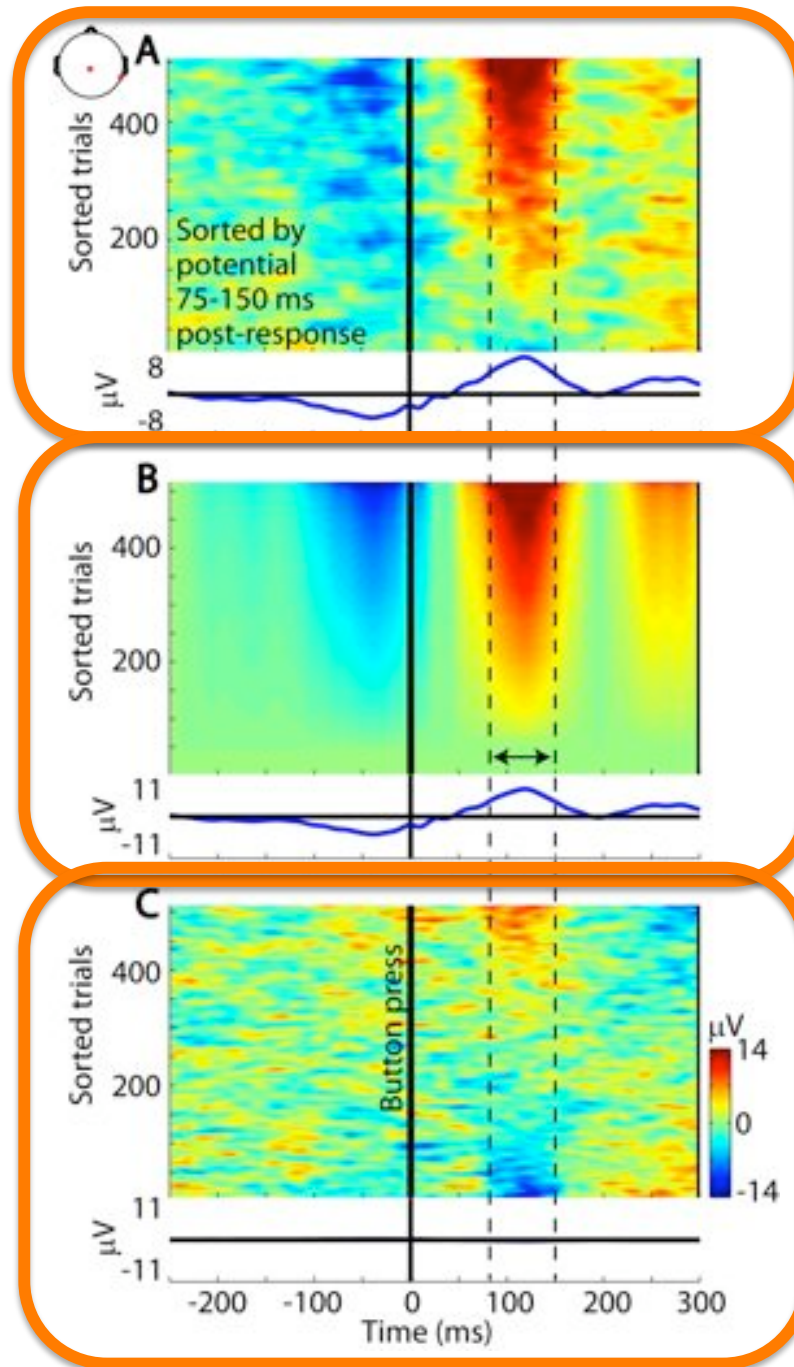 A
Sorted trials
400
200
Sorted by
potential
75-150 ms
post-response
μV
8
-8
B
Sorted trials
400
200
μV
11
-11
C
Sorted trials
400
200
Button press
μV
14
0
-14
μV
11
-11
-200 -100 0 100 200 300
Time (ms)